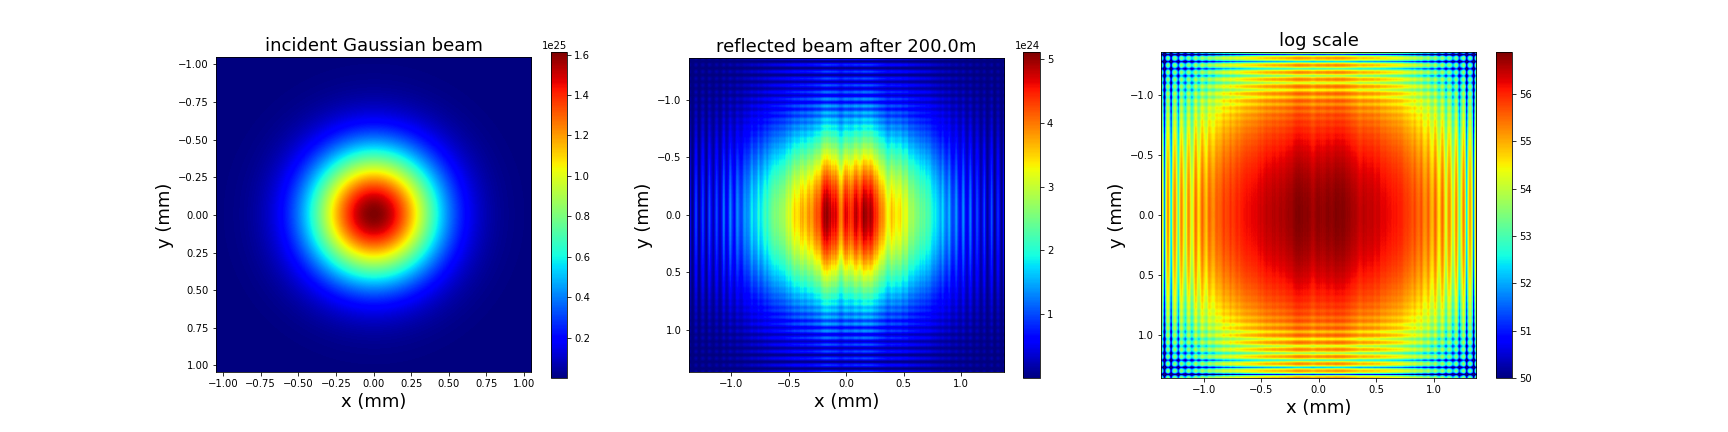 incident Gaussian beam
1e25
−1.00
−0.75
−0.50
−0.25
0.00
0.25
0.50
0.75
1.00
y (mm)
−1.00 −0.75 −0.50 −0.25 0.00 0.25 0.50 0.75 1.00
x (mm)
1.6
1.4
1.2
1.0
0.8
0.6
0.4
0.2
reflected beam after 200.0m
1e24
−1.0
−0.5
0.0
0.5
1.0
y (mm)
−1.0 −0.5 0.0 0.5 1.0
x (mm)
5
4
3
2
1
log scale
−1.0
−0.5
0.0
0.5
1.0
y (mm)
−1.0 −0.5 0.0 0.5 1.0
x (mm)
56
55
54
53
52
51
50